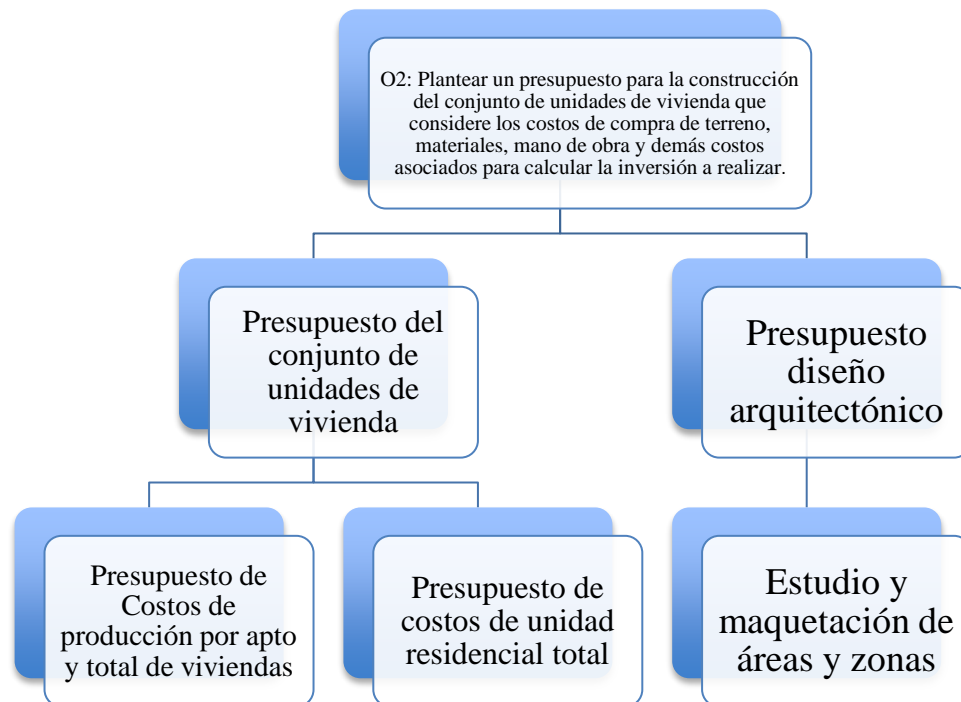 O2: Plantear un presupuesto para la construcción
del conjunto de unidades de vivienda que
considere los costos de compra de terreno,
materiales, mano de obra y demás costos
asociados para calcular la inversión a realizar.
Presupuesto del
conjunto de
unidades de
vivienda
Presupuesto
diseño
arquitectónico
Presupuesto de
Costos de
producción por apto
y total de viviendas
Presupuesto de
costos de unidad
residencial total
Estudio y
maquetación de
áreas y zonas